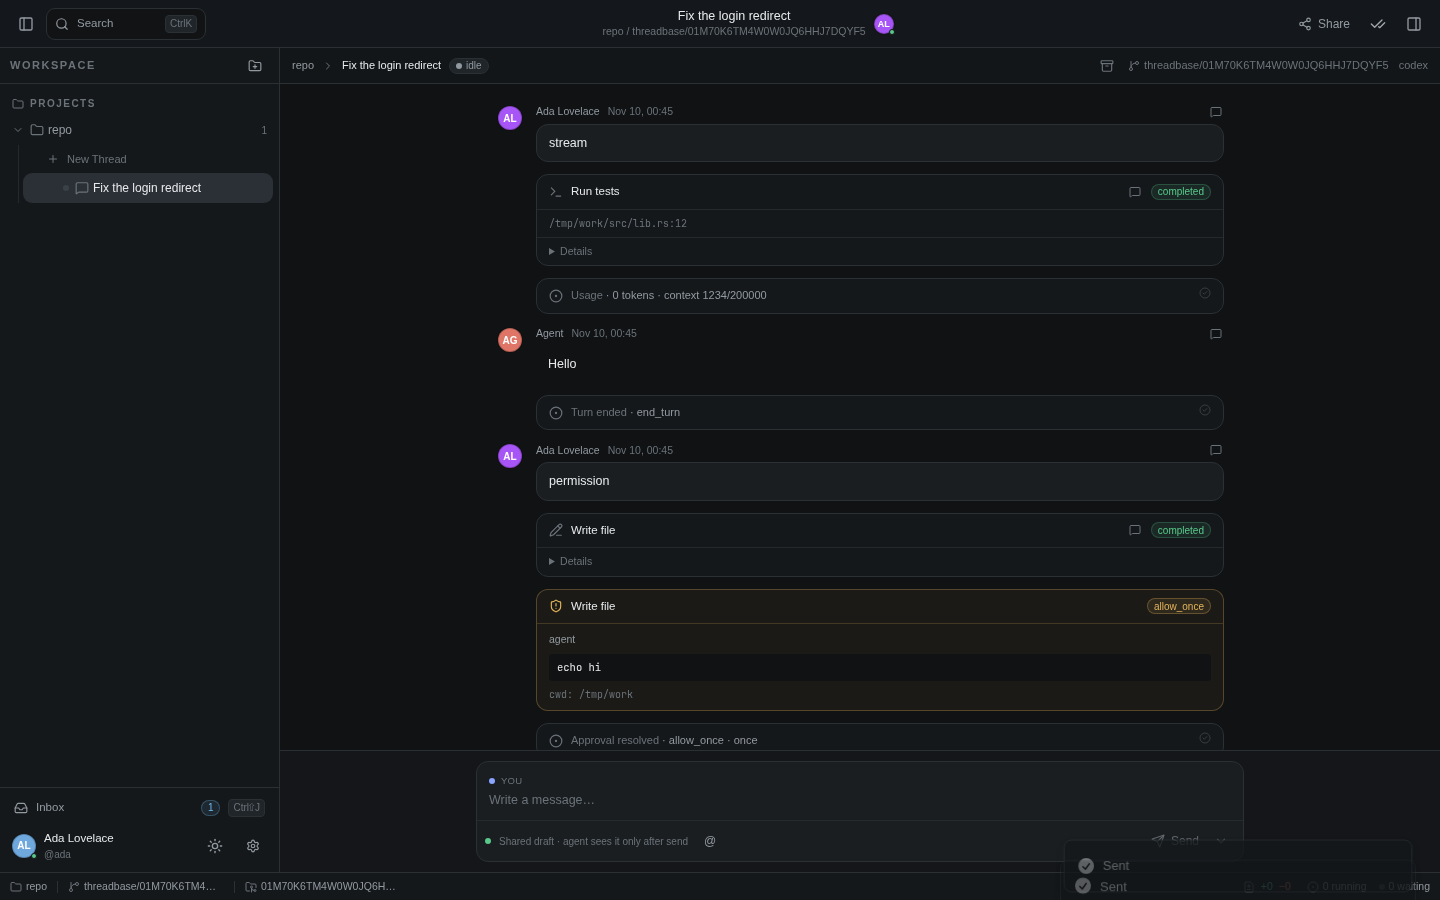 Search CtrlK
Fix the login redirect
repo / threadbase/01M70K6TM4W0W0JQ6HHJ7DQYF5
AL
Share
WORKSPACE
repo Fix the login redirect idle
threadbase/01M70K6TM4W0W0JQ6HHJ7DQYF5 codex
PROJECTS
repo 1
New Thread
Fix the login redirect
AL Ada Lovelace Nov 10, 00:45
stream
Run tests completed
/tmp/work/src/lib.rs:12
Details
Usage · 0 tokens · context 1234/200000
AG Agent Nov 10, 00:45
Hello
Turn ended · end_turn
AL Ada Lovelace Nov 10, 00:45
permission
Write file completed
Details
Write file allow_once
agent
echo hi
cwd: /tmp/work
Approval resolved · allow_once · once
YOU
Write a message…
Shared draft · agent sees it only after send @ Send
Inbox 1 Ctrl⇧J
AL Ada Lovelace
@ada
Sent
Sent
repo threadbase/01M70K6TM4… 01M70K6TM4W0W0JQ6H…
+0 −0 0 running 0 waiting